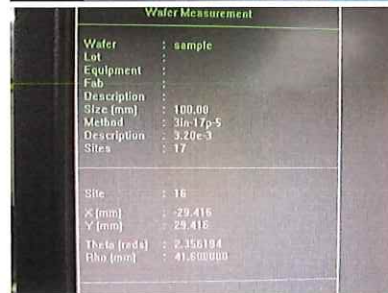 Wafer Measurement
Wafer : sample
Lot :
Equipment :
Fab :
Description :
Size [mm] : 100.00
Method : 3in-17p-5
Description : 3.20e-3
Sites : 17
Site : 16
X [mm] : -29.416
Y [mm] : 29.416
Theta [rads] : 2.356194
Rho [mm] : 41.600000